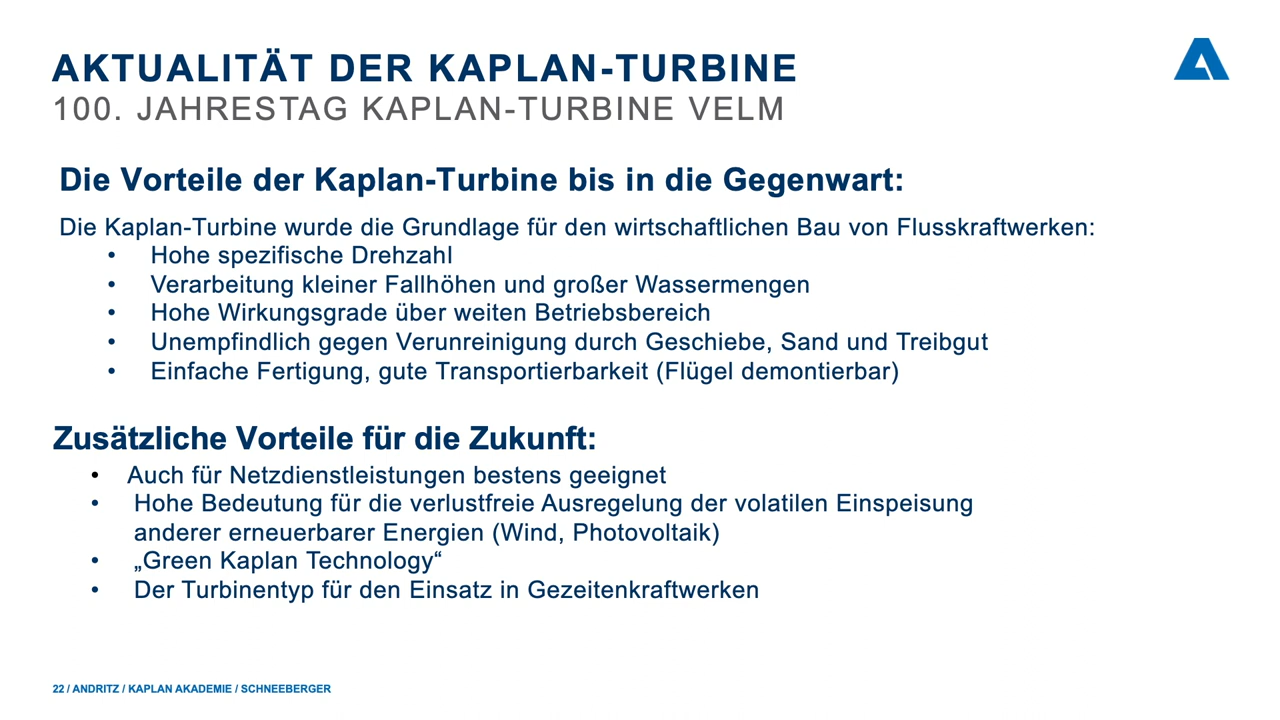 AKTUALITÄT DER KAPLAN-TURBINE
100. JAHRESTAG KAPLAN-TURBINE VELM
Die Vorteile der Kaplan-Turbine bis in die Gegenwart:
Die Kaplan-Turbine wurde die Grundlage für den wirtschaftlichen Bau von Flusskraftwerken:
• Hohe spezifische Drehzahl
• Verarbeitung kleiner Fallhöhen und großer Wassermengen
• Hohe Wirkungsgrade über weiten Betriebsbereich
• Unempfindlich gegen Verunreinigung durch Geschiebe, Sand und Treibgut
• Einfache Fertigung, gute Transportierbarkeit (Flügel demontierbar)
Zusätzliche Vorteile für die Zukunft:
• Auch für Netzdienstleistungen bestens geeignet
• Hohe Bedeutung für die verlustfreie Ausregelung der volatilen Einspeisung
anderer erneuerbarer Energien (Wind, Photovoltaik)
• „Green Kaplan Technology“
• Der Turbinentyp für den Einsatz in Gezeitenkraftwerken
22 / ANDRITZ / KAPLAN AKADEMIE / SCHNEEBERGER